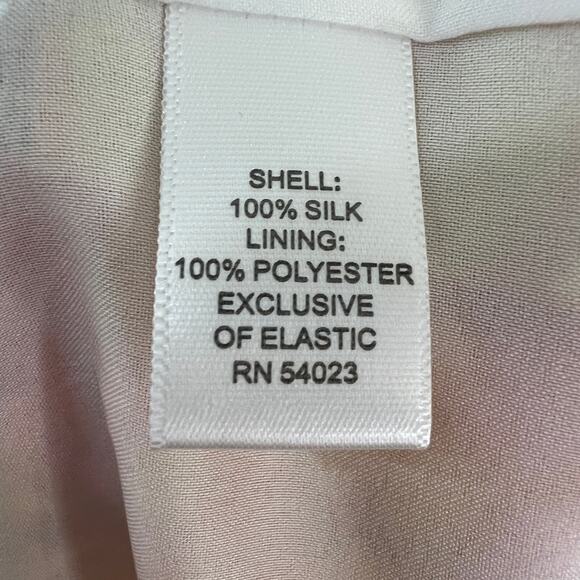 SHELL:
100% SILK
LINING:
100% POLYESTER
EXCLUSIVE
OF ELASTIC
RN 54023